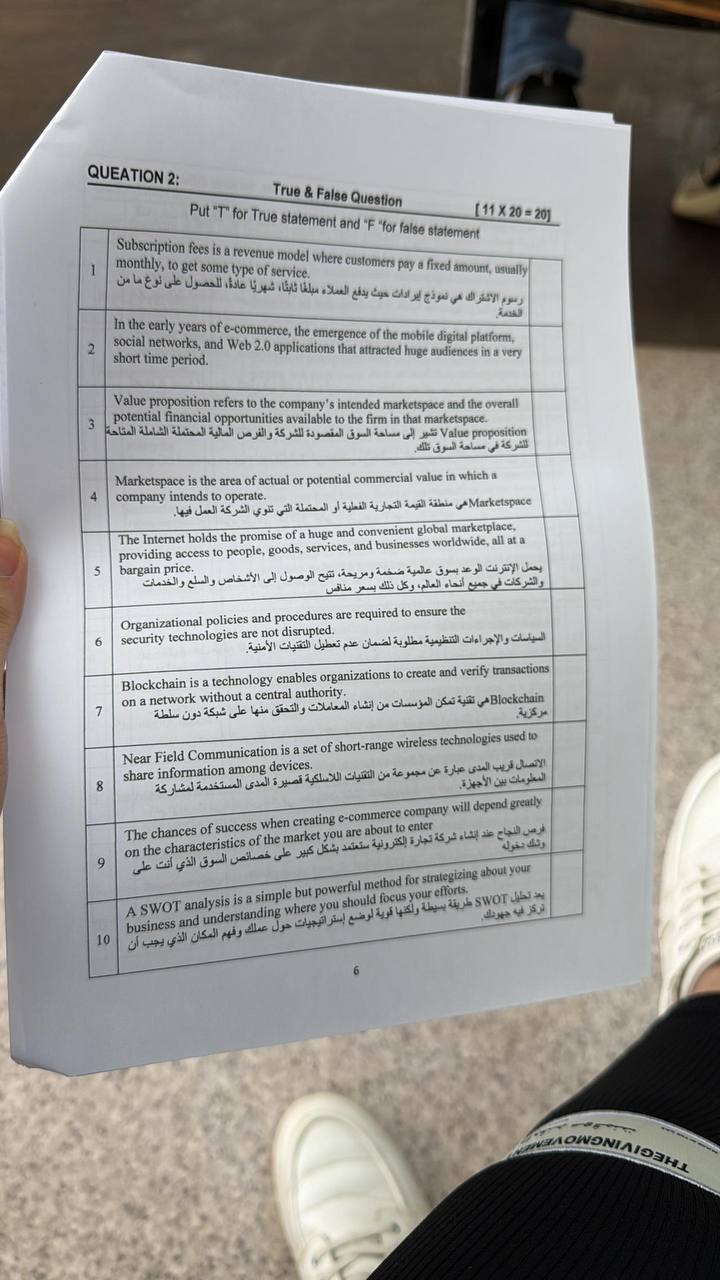 QUEATION 2:
True & False Question
[ 11 X 20 = 20]
Put "T" for True statement and "F "for false statement
1
Subscription fees is a revenue model where customers pay a fixed amount, usually
monthly, to get some type of service.
رسوم الاشتراك هي نموذج إيرادات حيث يدفع العملاء مبلغًا ثابتًا، شهريًا عادةً، للحصول على نوع ما من
الخدمة.
2
In the early years of e-commerce, the emergence of the mobile digital platform,
social networks, and Web 2.0 applications that attracted huge audiences in a very
short time period.
3
Value proposition refers to the company's intended marketspace and the overall
potential financial opportunities available to the firm in that marketspace.
Value proposition تشير إلى مساحة السوق المقصودة للشركة والفرص المالية المحتملة الشاملة المتاحة
للشركة في مساحة السوق تلك.
4
Marketspace is the area of actual or potential commercial value in which a
company intends to operate.
Marketspace هي منطقة القيمة التجارية الفعلية أو المحتملة التي تنوي الشركة العمل فيها.
5
The Internet holds the promise of a huge and convenient global marketplace,
providing access to people, goods, services, and businesses worldwide, all at a
bargain price.
يحمل الإنترنت الوعد بسوق عالمية ضخمة ومريحة، تتيح الوصول إلى الأشخاص والسلع والخدمات
والشركات في جميع أنحاء العالم، وكل ذلك بسعر منافس
6
Organizational policies and procedures are required to ensure the
security technologies are not disrupted.
السياسات والإجراءات التنظيمية مطلوبة لضمان عدم تعطيل التقنيات الأمنية.
7
Blockchain is a technology enables organizations to create and verify transactions
on a network without a central authority.
Blockchain هي تقنية تمكن المؤسسات من إنشاء المعاملات والتحقق منها على شبكة دون سلطة
مركزية.
8
Near Field Communication is a set of short-range wireless technologies used to
share information among devices.
الاتصال قريب المدى عبارة عن مجموعة من التقنيات اللاسلكية قصيرة المدى المستخدمة لمشاركة
المعلومات بين الأجهزة.
9
The chances of success when creating e-commerce company will depend greatly
on the characteristics of the market you are about to enter
فرص النجاح عند إنشاء شركة تجارة إلكترونية ستعتمد بشكل كبير على خصائص السوق الذي أنت على
وشك دخوله
10
A SWOT analysis is a simple but powerful method for strategizing about your
business and understanding where you should focus your efforts.
يعد تحليل SWOT طريقة بسيطة ولكنها قوية لوضع إستراتيجيات حول عملك وفهم المكان الذي يجب أن
تركز فيه جهودك.
6
THEGIVINGMOVEMEN